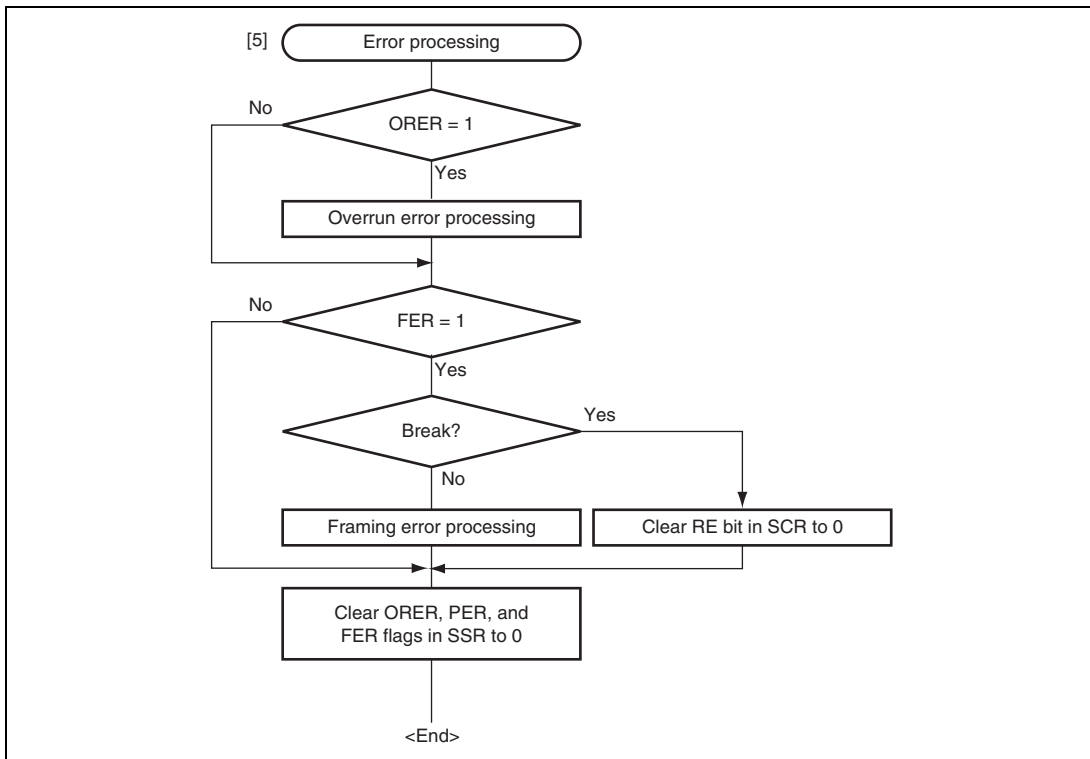 [5] Error processing
No
ORER = 1
Yes
Overrun error processing
No
FER = 1
Yes
Break?
Yes
No
Framing error processing
Clear RE bit in SCR to 0
Clear ORER, PER, and
FER flags in SSR to 0
<End>